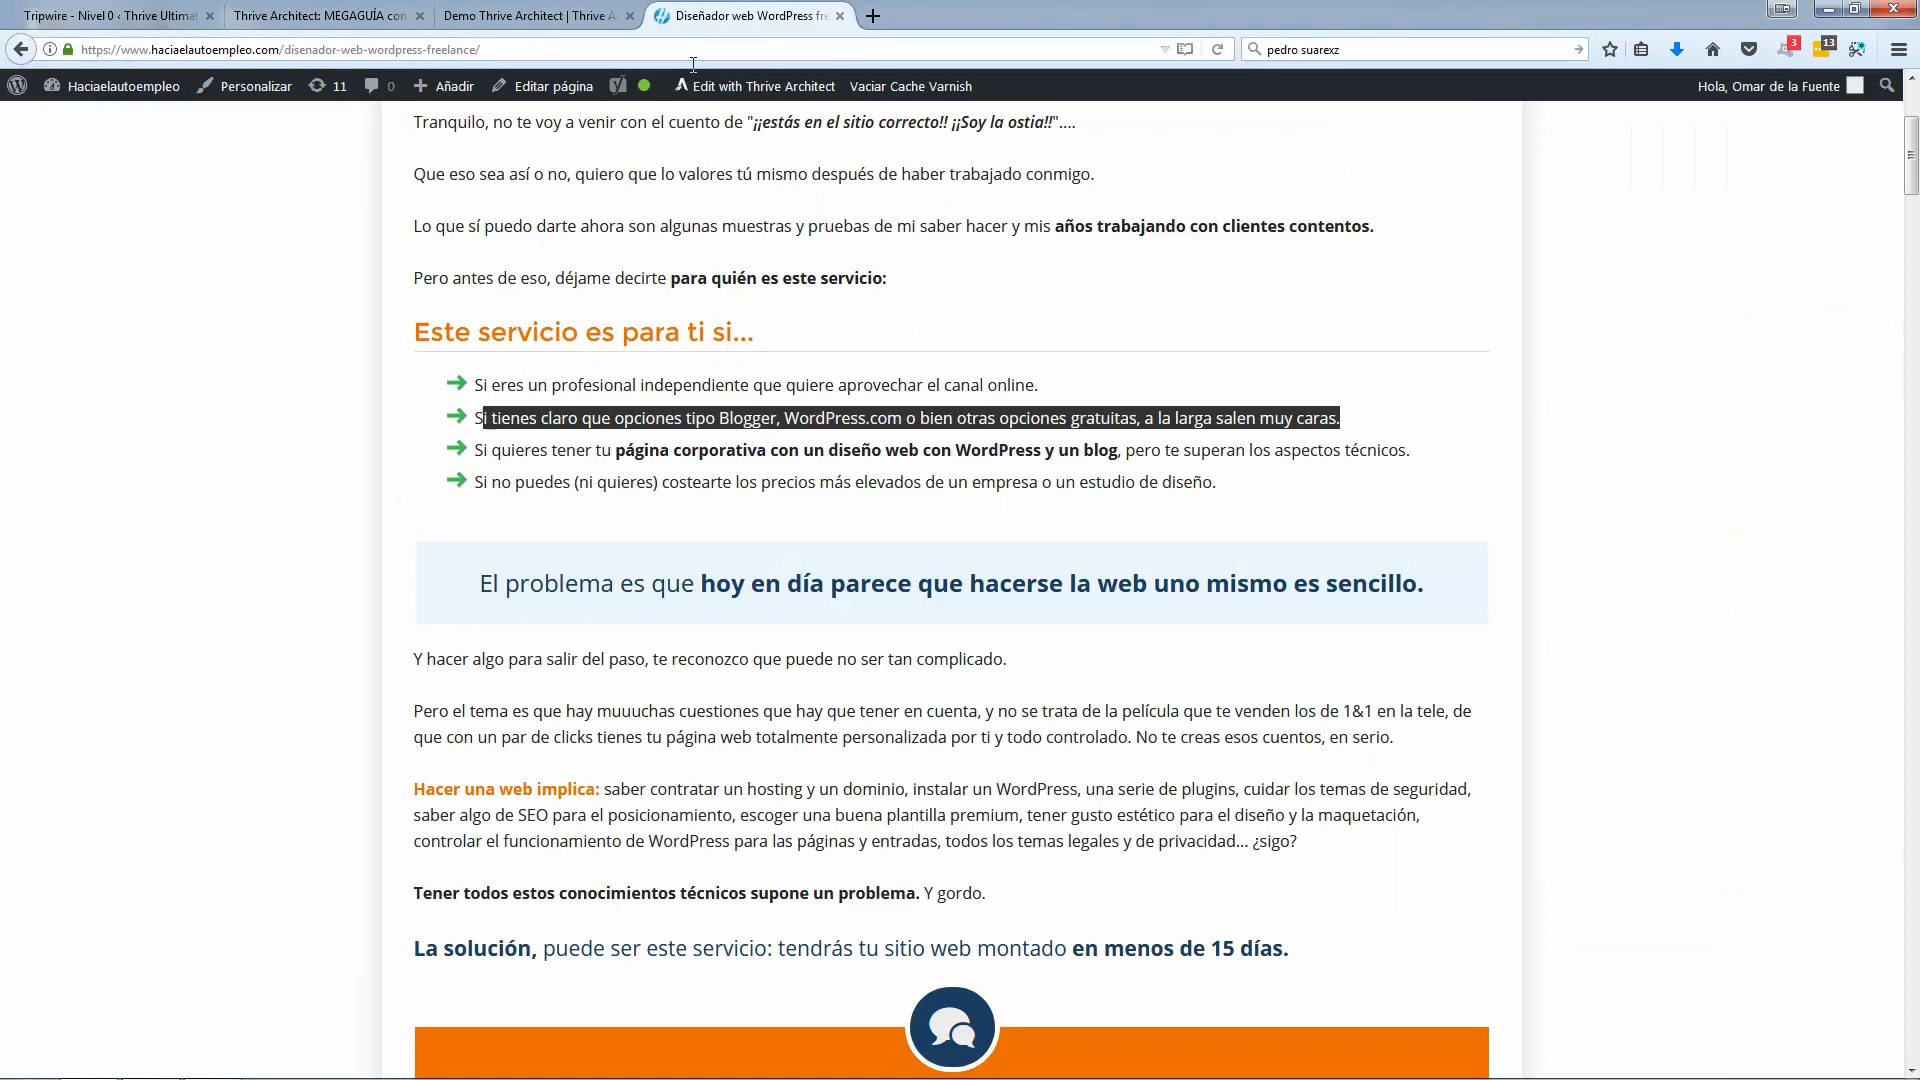 Tripwire - Nivel 0 ‹ Thrive Ultima
Thrive Architect: MEGAGUÍA con
Demo Thrive Architect | Thrive A
Diseñador web WordPress fre
https://www.haciaelautoempleo.com/disenador-web-wordpress-freelance/
pedro suarexz
3
13
Haciaelautoempleo
Personalizar
11
0
Añadir
Editar página
Edit with Thrive Architect
Vaciar Cache Varnish
Hola, Omar de la Fuente
Tranquilo, no te voy a venir con el cuento de "¡¡estás en el sitio correcto!! ¡¡Soy la ostia!!"....
Que eso sea así o no, quiero que lo valores tú mismo después de haber trabajado conmigo.
Lo que sí puedo darte ahora son algunas muestras y pruebas de mi saber hacer y mis años trabajando con clientes contentos.
Pero antes de eso, déjame decirte para quién es este servicio:
Este servicio es para ti si...
Si eres un profesional independiente que quiere aprovechar el canal online.
Si tienes claro que opciones tipo Blogger, WordPress.com o bien otras opciones gratuitas, a la larga salen muy caras.
Si quieres tener tu página corporativa con un diseño web con WordPress y un blog, pero te superan los aspectos técnicos.
Si no puedes (ni quieres) costearte los precios más elevados de un empresa o un estudio de diseño.
El problema es que hoy en día parece que hacerse la web uno mismo es sencillo.
Y hacer algo para salir del paso, te reconozco que puede no ser tan complicado.
Pero el tema es que hay muuuchas cuestiones que hay que tener en cuenta, y no se trata de la película que te venden los de 1&1 en la tele, de
que con un par de clicks tienes tu página web totalmente personalizada por ti y todo controlado. No te creas esos cuentos, en serio.
Hacer una web implica: saber contratar un hosting y un dominio, instalar un WordPress, una serie de plugins, cuidar los temas de seguridad,
saber algo de SEO para el posicionamiento, escoger una buena plantilla premium, tener gusto estético para el diseño y la maquetación,
controlar el funcionamiento de WordPress para las páginas y entradas, todos los temas legales y de privacidad... ¿sigo?
Tener todos estos conocimientos técnicos supone un problema. Y gordo.
La solución, puede ser este servicio: tendrás tu sitio web montado en menos de 15 días.